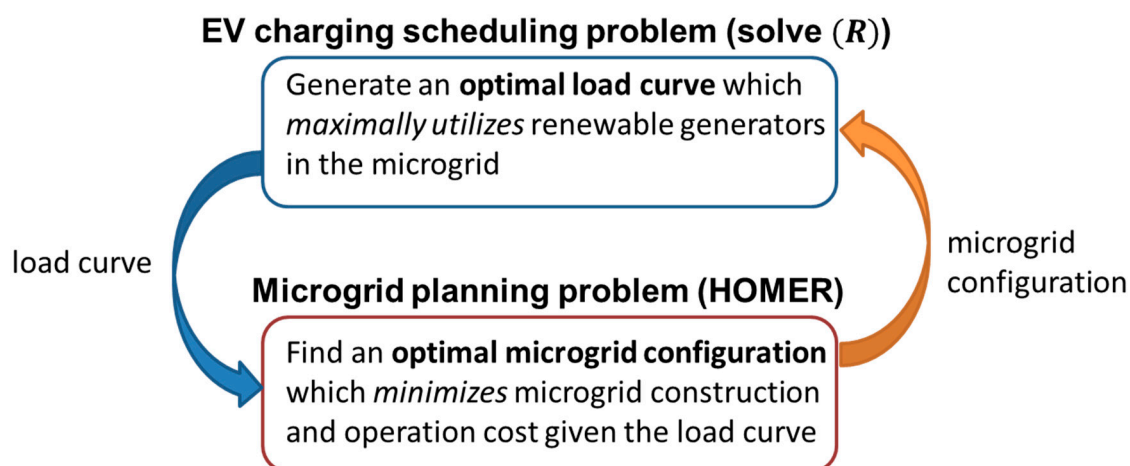 EV charging scheduling problem (solve (R))
Generate an optimal load curve which
maximally utilizes renewable generators
in the microgrid
load curve
microgrid
configuration
Microgrid planning problem (HOMER)
Find an optimal microgrid configuration
which minimizes microgrid construction
and operation cost given the load curve